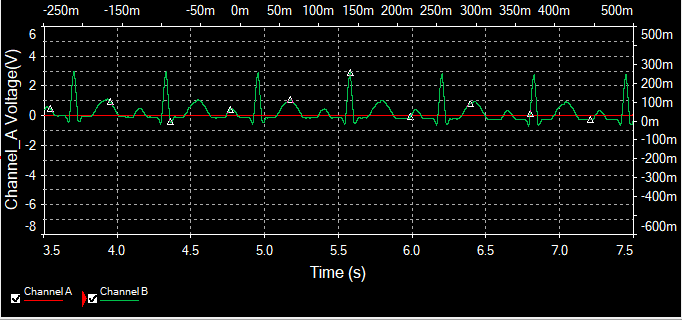 -250m -150m -50m -0m 50m 100m 150m 200m 250m 300m 350m 400m 500m
6 500m
4 300m
2 200m
0 100m
-2 0m
-4 -100m
-6 -200m
-8 -300m
-400m
-600m
Channel_A Voltage(V)
3.5 4.0 4.5 5.0 5.5 6.0 6.5 7.0 7.5
Time (s)
Channel A Channel B